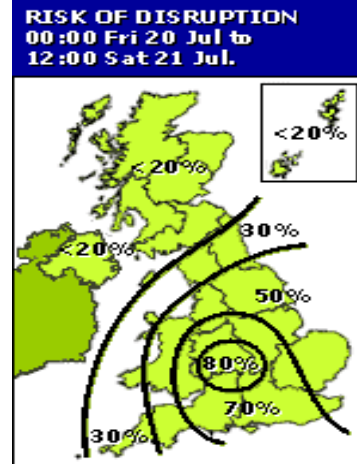 RISK OF DISRUPTION
00:00 Fri 20 Jul to
12:00 Sat 21 Jul.
<20%
<20%
30%
<20%
50%
80%
70%
30%